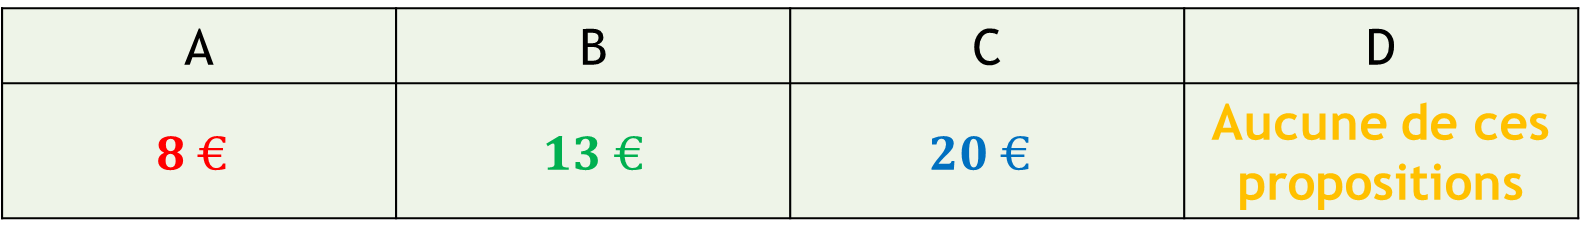 A B C D
8 € 13 € 20 € Aucune de ces
propositions